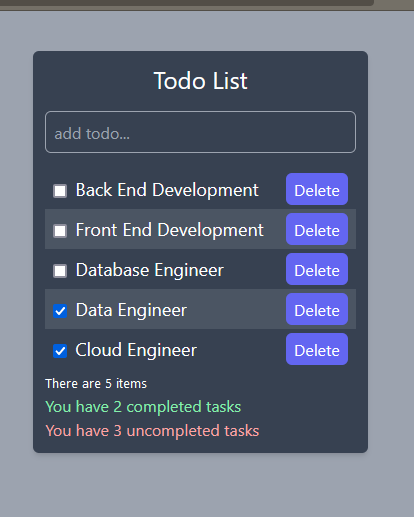 Todo List
add todo...
Back End Development Delete
Front End Development Delete
Database Engineer Delete
Data Engineer Delete
Cloud Engineer Delete
There are 5 items
You have 2 completed tasks
You have 3 uncompleted tasks